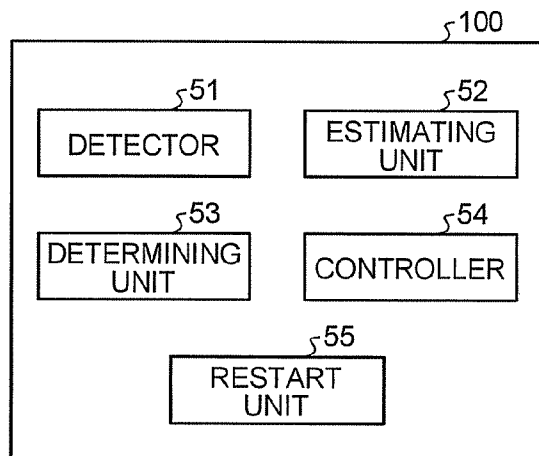 100
51
DETECTOR
52
ESTIMATING
UNIT
53
DETERMINING
UNIT
54
CONTROLLER
55
RESTART
UNIT